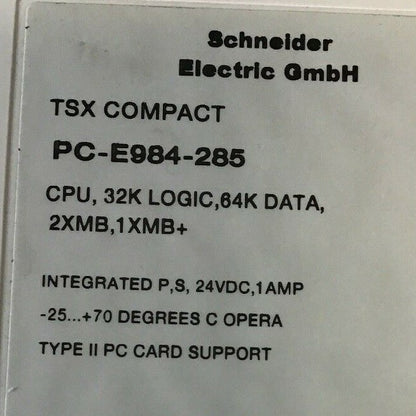 Schneider
Electric GmbH
TSX COMPACT
PC-E984-285
CPU, 32K LOGIC,64K DATA,
2XMB,1XMB+
INTEGRATED P,S, 24VDC,1AMP
-25...+70 DEGREES C OPERA
TYPE II PC CARD SUPPORT